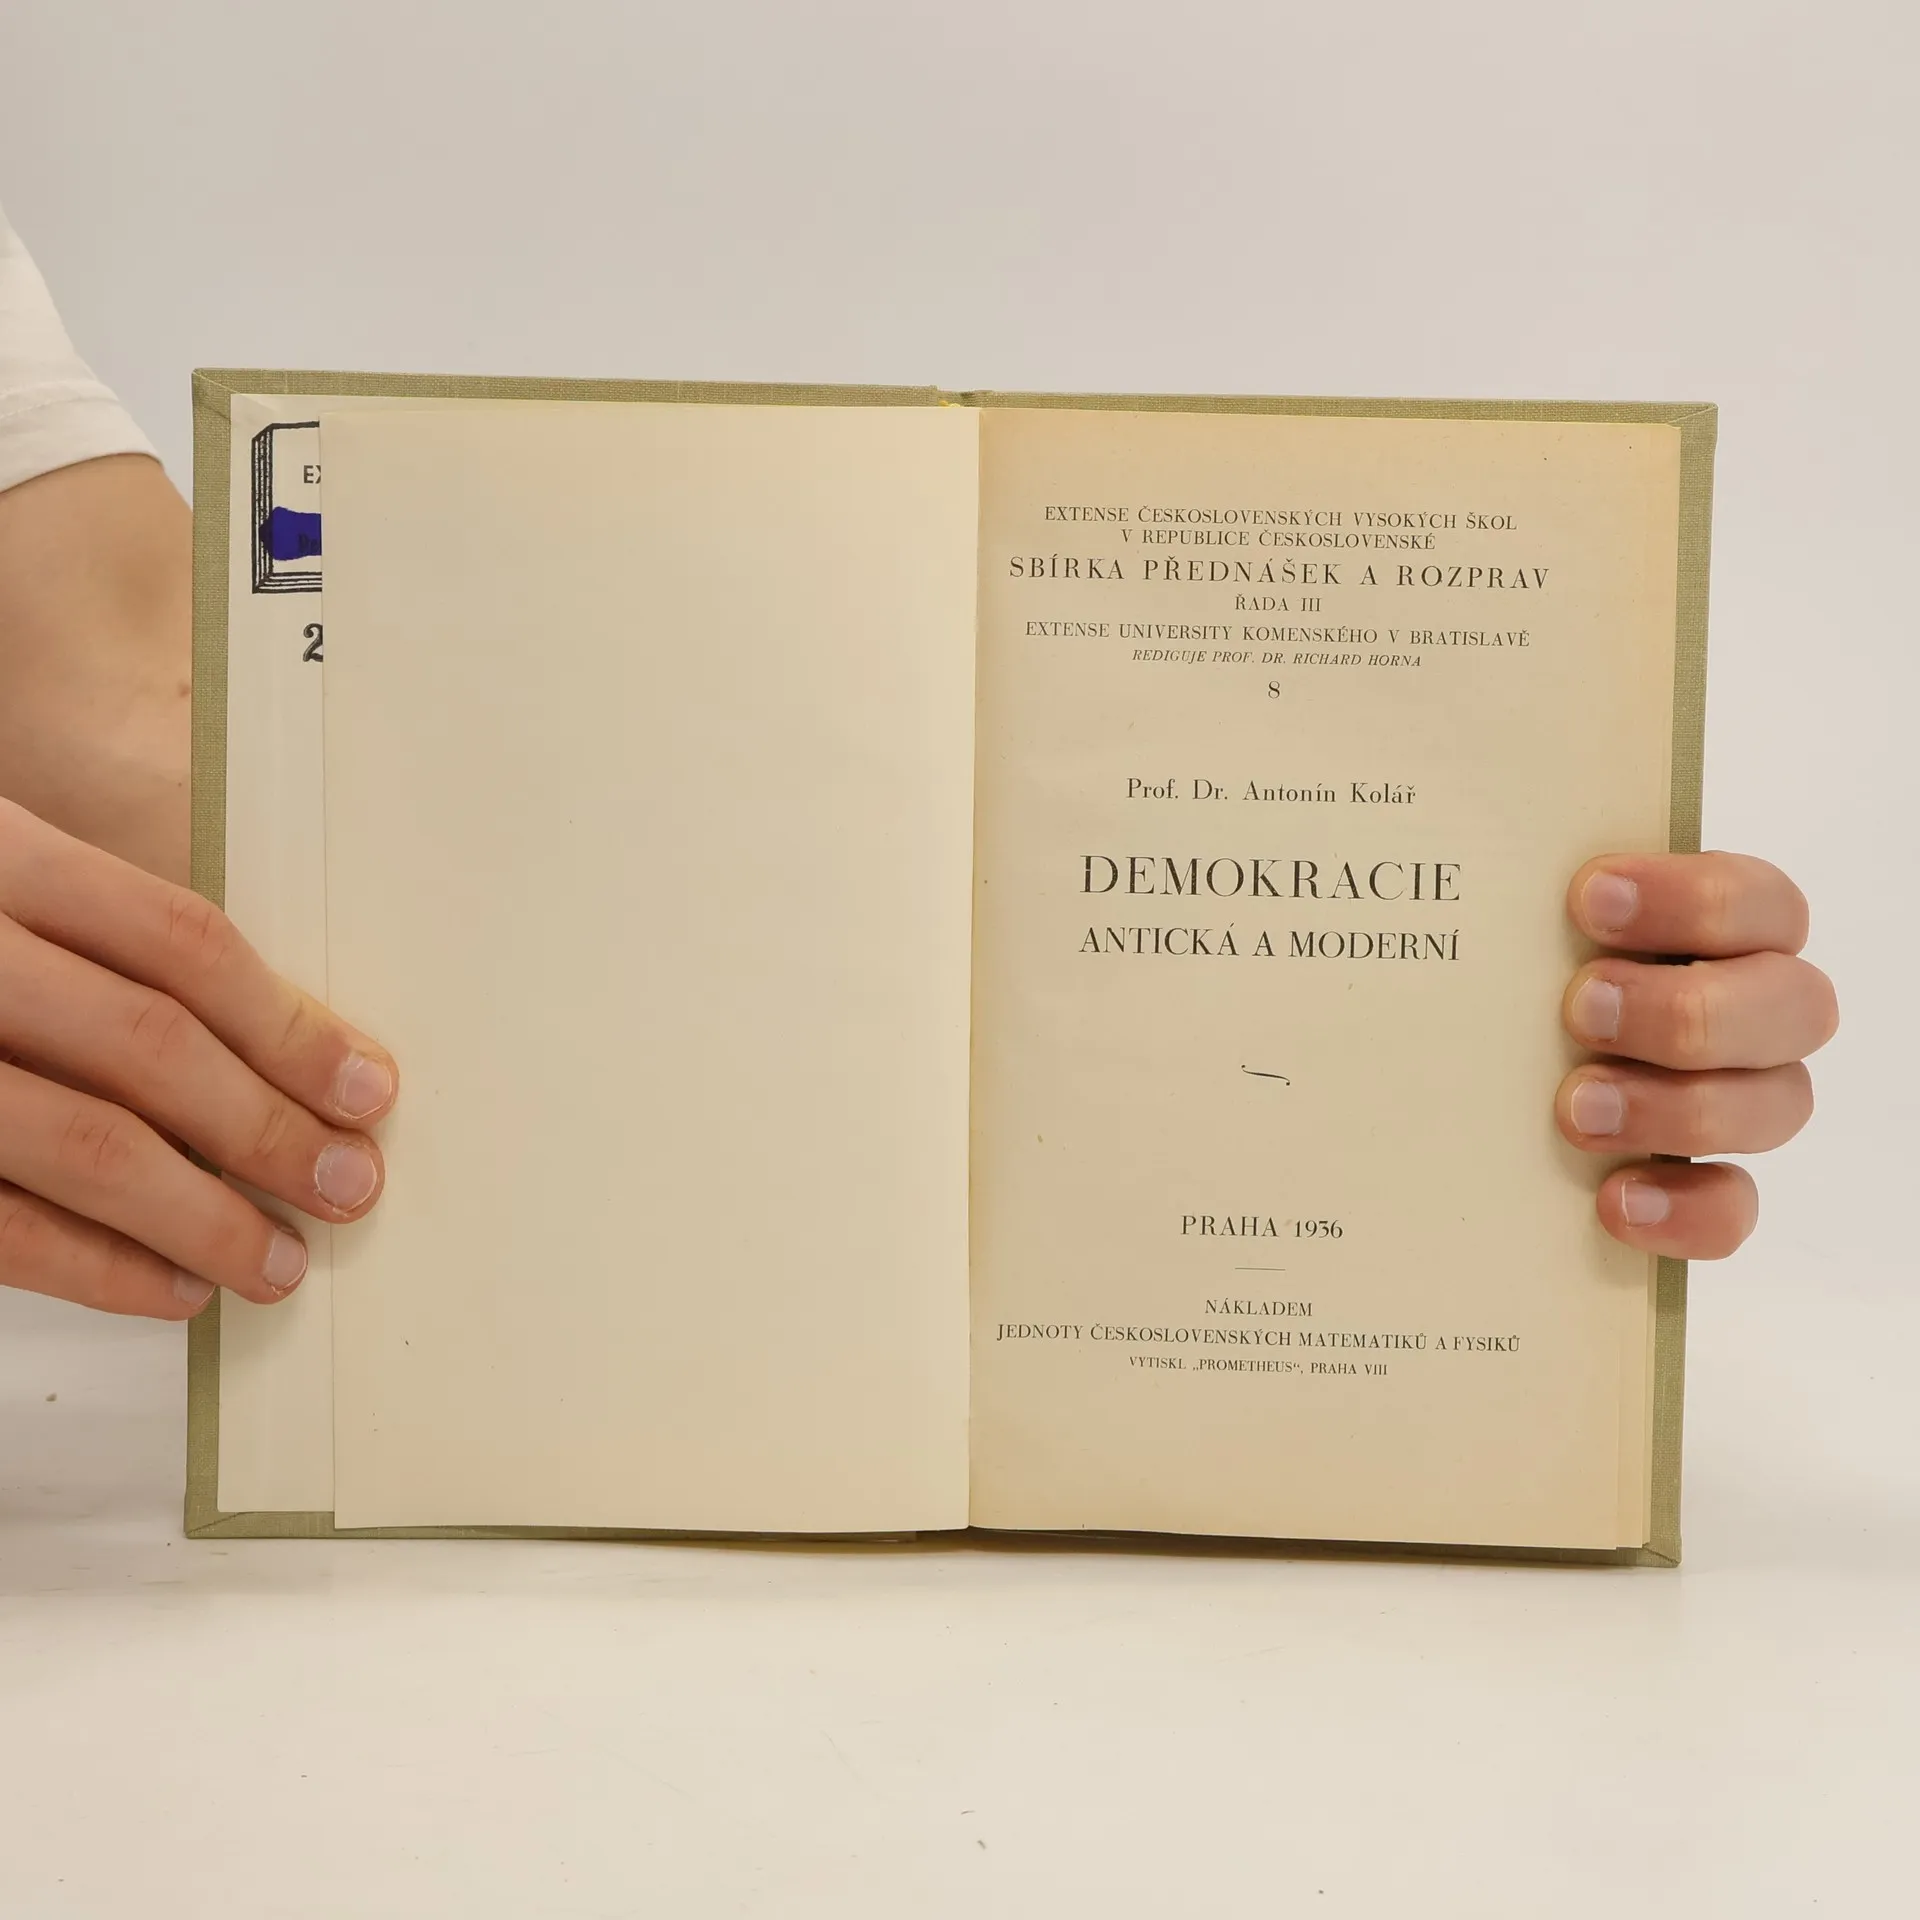 EXTENSE ČESKOSLOVENSKÝCH VYSOKÝCH ŠKOL
V REPUBLICE ČESKOSLOVENSKÉ
SBÍRKA PŘEDNÁŠEK A ROZPRAV
ŘADA III
EXTENSE UNIVERSITY KOMENSKÉHO V BRATISLAVĚ
REDIGUJE PROF. DR. RICHARD HORNA
8
Prof. Dr. Antonín Kolář
DEMOKRACIE
ANTICKÁ A MODERNÍ
PRAHA 1936
NÁKLADEM
JEDNOTY ČESKOSLOVENSKÝCH MATEMATIKŮ A FYSIKŮ
VYTISKL „PROMETHEUS“, PRAHA VIII